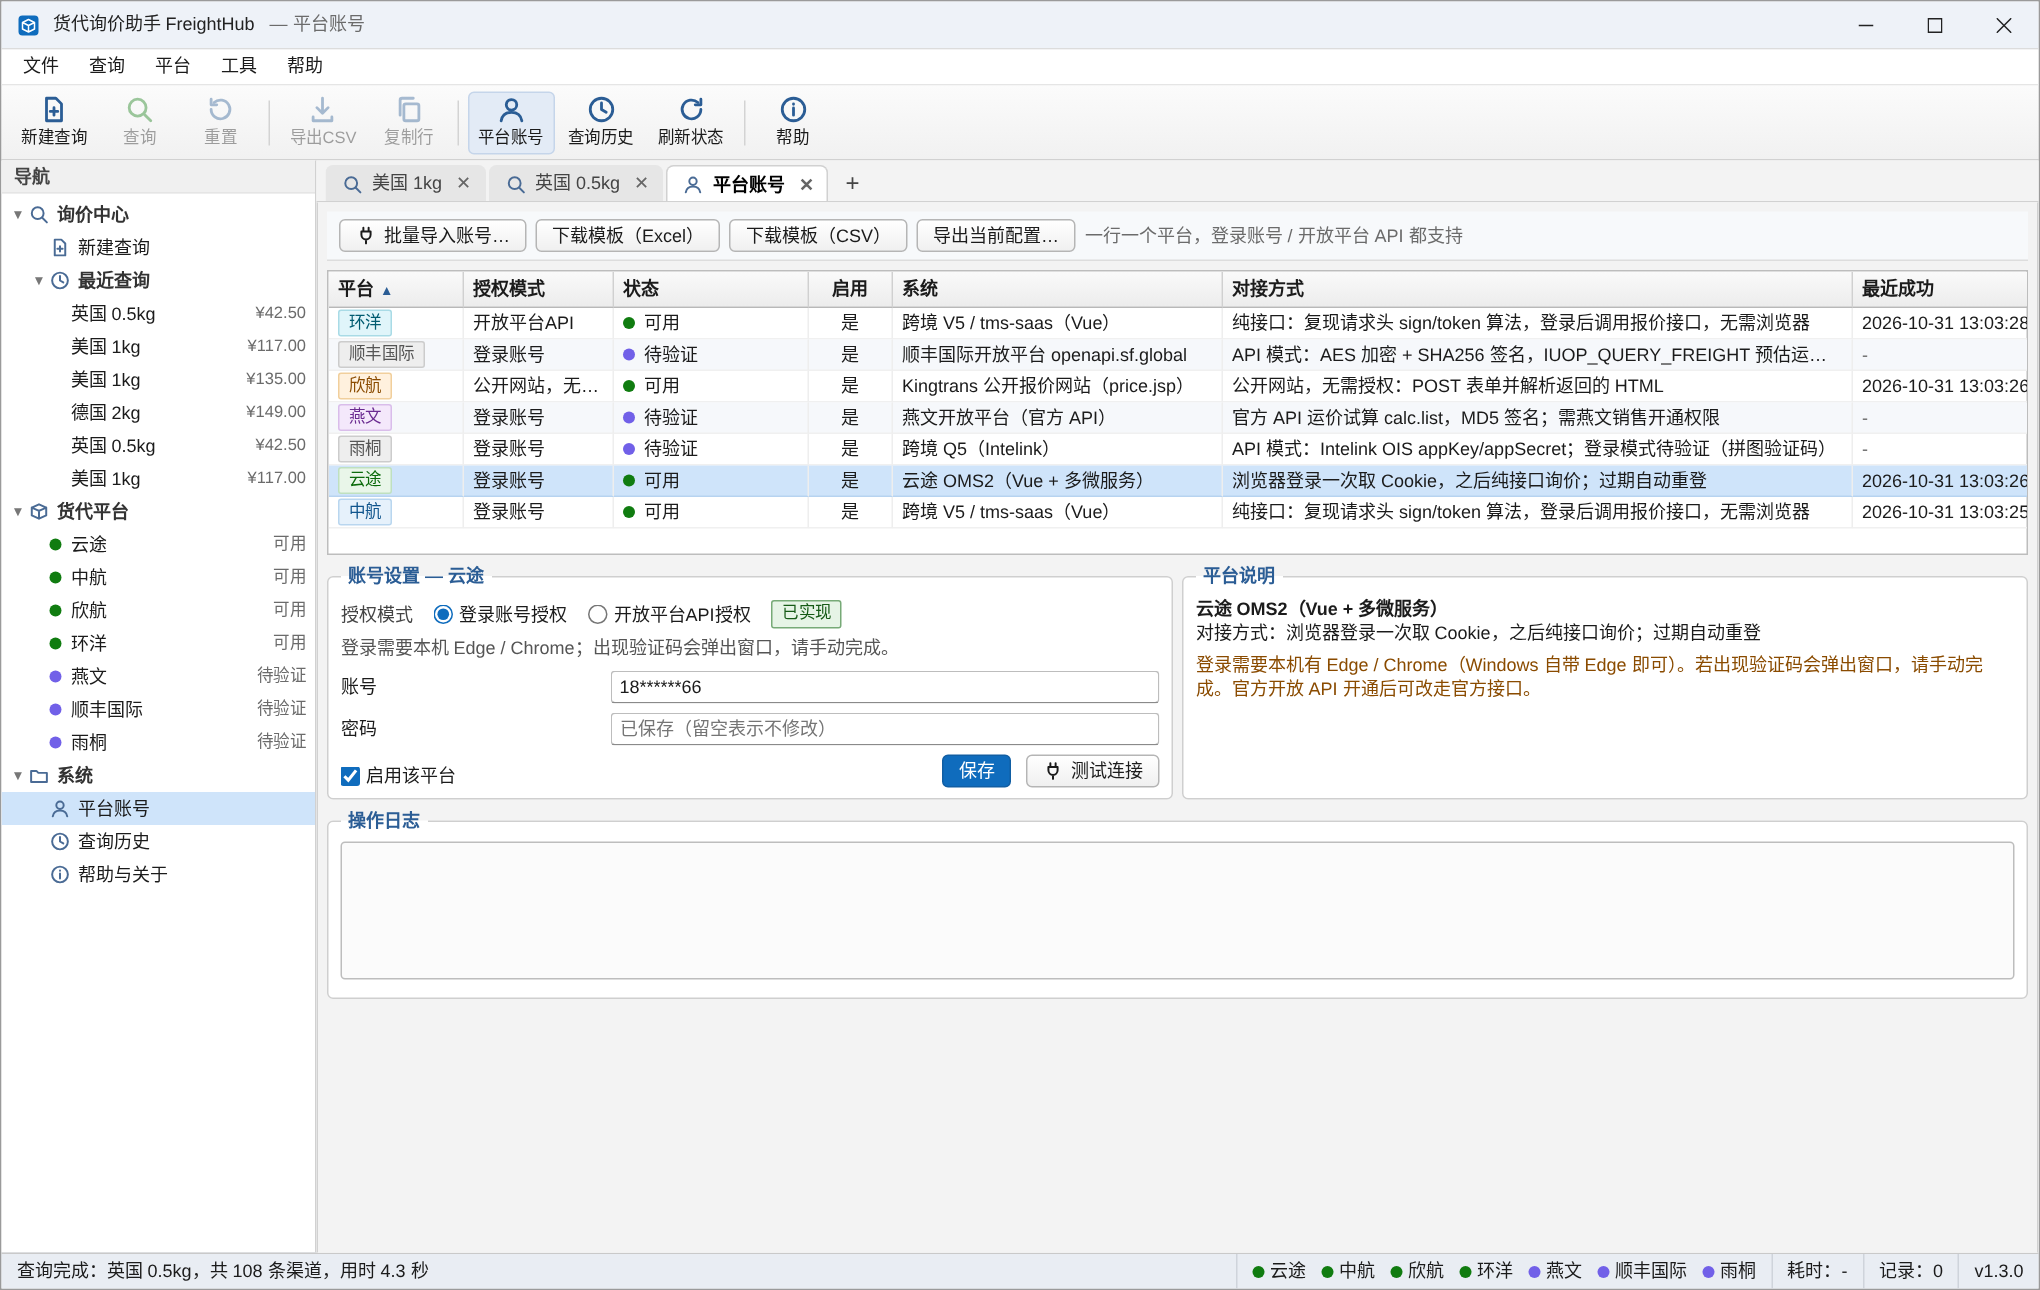 货代询价助手 FreightHub — 平台账号
文件 查询 平台 工具 帮助
新建查询 查询 重置 导出CSV 复制行 平台账号 查询历史 刷新状态 帮助
导航
询价中心
新建查询
最近查询
英国 0.5kg ¥42.50
美国 1kg ¥117.00
美国 1kg ¥135.00
德国 2kg ¥149.00
英国 0.5kg ¥42.50
美国 1kg ¥117.00
货代平台
云途 可用
中航 可用
欣航 可用
环洋 可用
燕文 待验证
顺丰国际 待验证
雨桐 待验证
系统
平台账号
查询历史
帮助与关于
美国 1kg ✕ 英国 0.5kg ✕ 平台账号 ✕ +
批量导入账号… 下载模板（Excel） 下载模板（CSV） 导出当前配置… 一行一个平台，登录账号 / 开放平台 API 都支持
平台 ▲ 授权模式 状态 启用 系统 对接方式 最近成功
环洋 开放平台API 可用 是 跨境 V5 / tms-saas（Vue） 纯接口：复现请求头 sign/token 算法，登录后调用报价接口，无需浏览器 2026-10-31 13:03:28
顺丰国际 登录账号 待验证 是 顺丰国际开放平台 openapi.sf.global API 模式：AES 加密 + SHA256 签名，IUOP_QUERY_FREIGHT 预估运… -
欣航 公开网站，无… 可用 是 Kingtrans 公开报价网站（price.jsp） 公开网站，无需授权：POST 表单并解析返回的 HTML 2026-10-31 13:03:26
燕文 登录账号 待验证 是 燕文开放平台（官方 API） 官方 API 运价试算 calc.list，MD5 签名；需燕文销售开通权限 -
雨桐 登录账号 待验证 是 跨境 Q5（Intelink） API 模式：Intelink OIS appKey/appSecret；登录模式待验证（拼图验证码） -
云途 登录账号 可用 是 云途 OMS2（Vue + 多微服务） 浏览器登录一次取 Cookie，之后纯接口询价；过期自动重登 2026-10-31 13:03:26
中航 登录账号 可用 是 跨境 V5 / tms-saas（Vue） 纯接口：复现请求头 sign/token 算法，登录后调用报价接口，无需浏览器 2026-10-31 13:03:25
账号设置 — 云途
授权模式 登录账号授权 开放平台API授权 已实现
登录需要本机 Edge / Chrome；出现验证码会弹出窗口，请手动完成。
账号 18******66
密码 已保存（留空表示不修改）
启用该平台 保存 测试连接
平台说明
云途 OMS2（Vue + 多微服务）
对接方式：浏览器登录一次取 Cookie，之后纯接口询价；过期自动重登
登录需要本机有 Edge / Chrome（Windows 自带 Edge 即可）。若出现验证码会弹出窗口，请手动完
成。官方开放 API 开通后可改走官方接口。
操作日志
查询完成：英国 0.5kg，共 108 条渠道，用时 4.3 秒 云途 中航 欣航 环洋 燕文 顺丰国际 雨桐 耗时：- 记录：0 v1.3.0